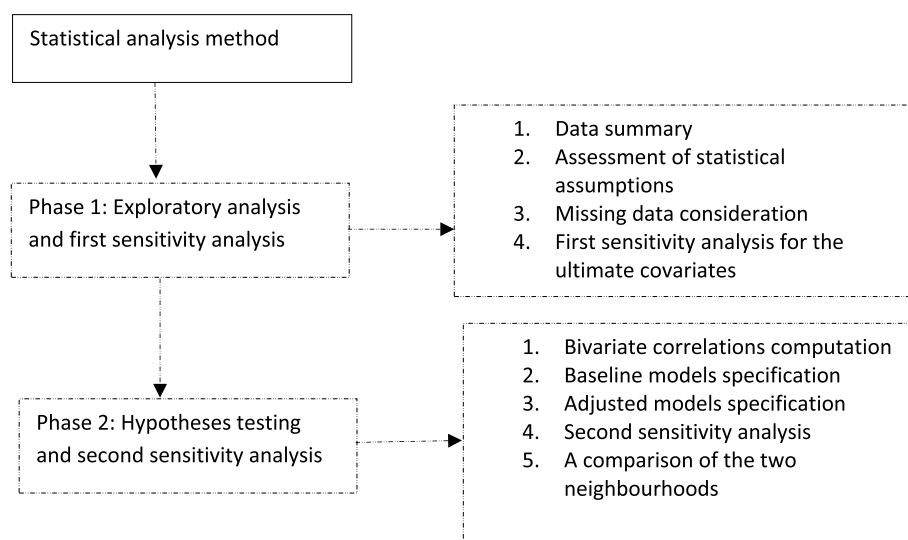 Statistical analysis method
Phase 1: Exploratory analysis
and first sensitivity analysis
1. Data summary
2. Assessment of statistical
assumptions
3. Missing data consideration
4. First sensitivity analysis for the
ultimate covariates
Phase 2: Hypotheses testing
and second sensitivity analysis
1. Bivariate correlations computation
2. Baseline models specification
3. Adjusted models specification
4. Second sensitivity analysis
5. A comparison of the two
neighbourhoods